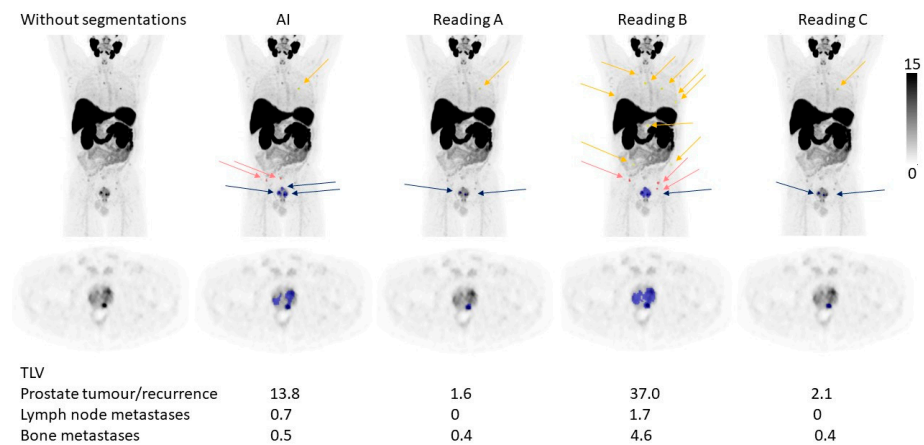 Without segmentations AI Reading A Reading B Reading C
15
0
TLV
Prostate tumour/recurrence 13.8 1.6 37.0 2.1
Lymph node metastases 0.7 0 1.7 0
Bone metastases 0.5 0.4 4.6 0.4